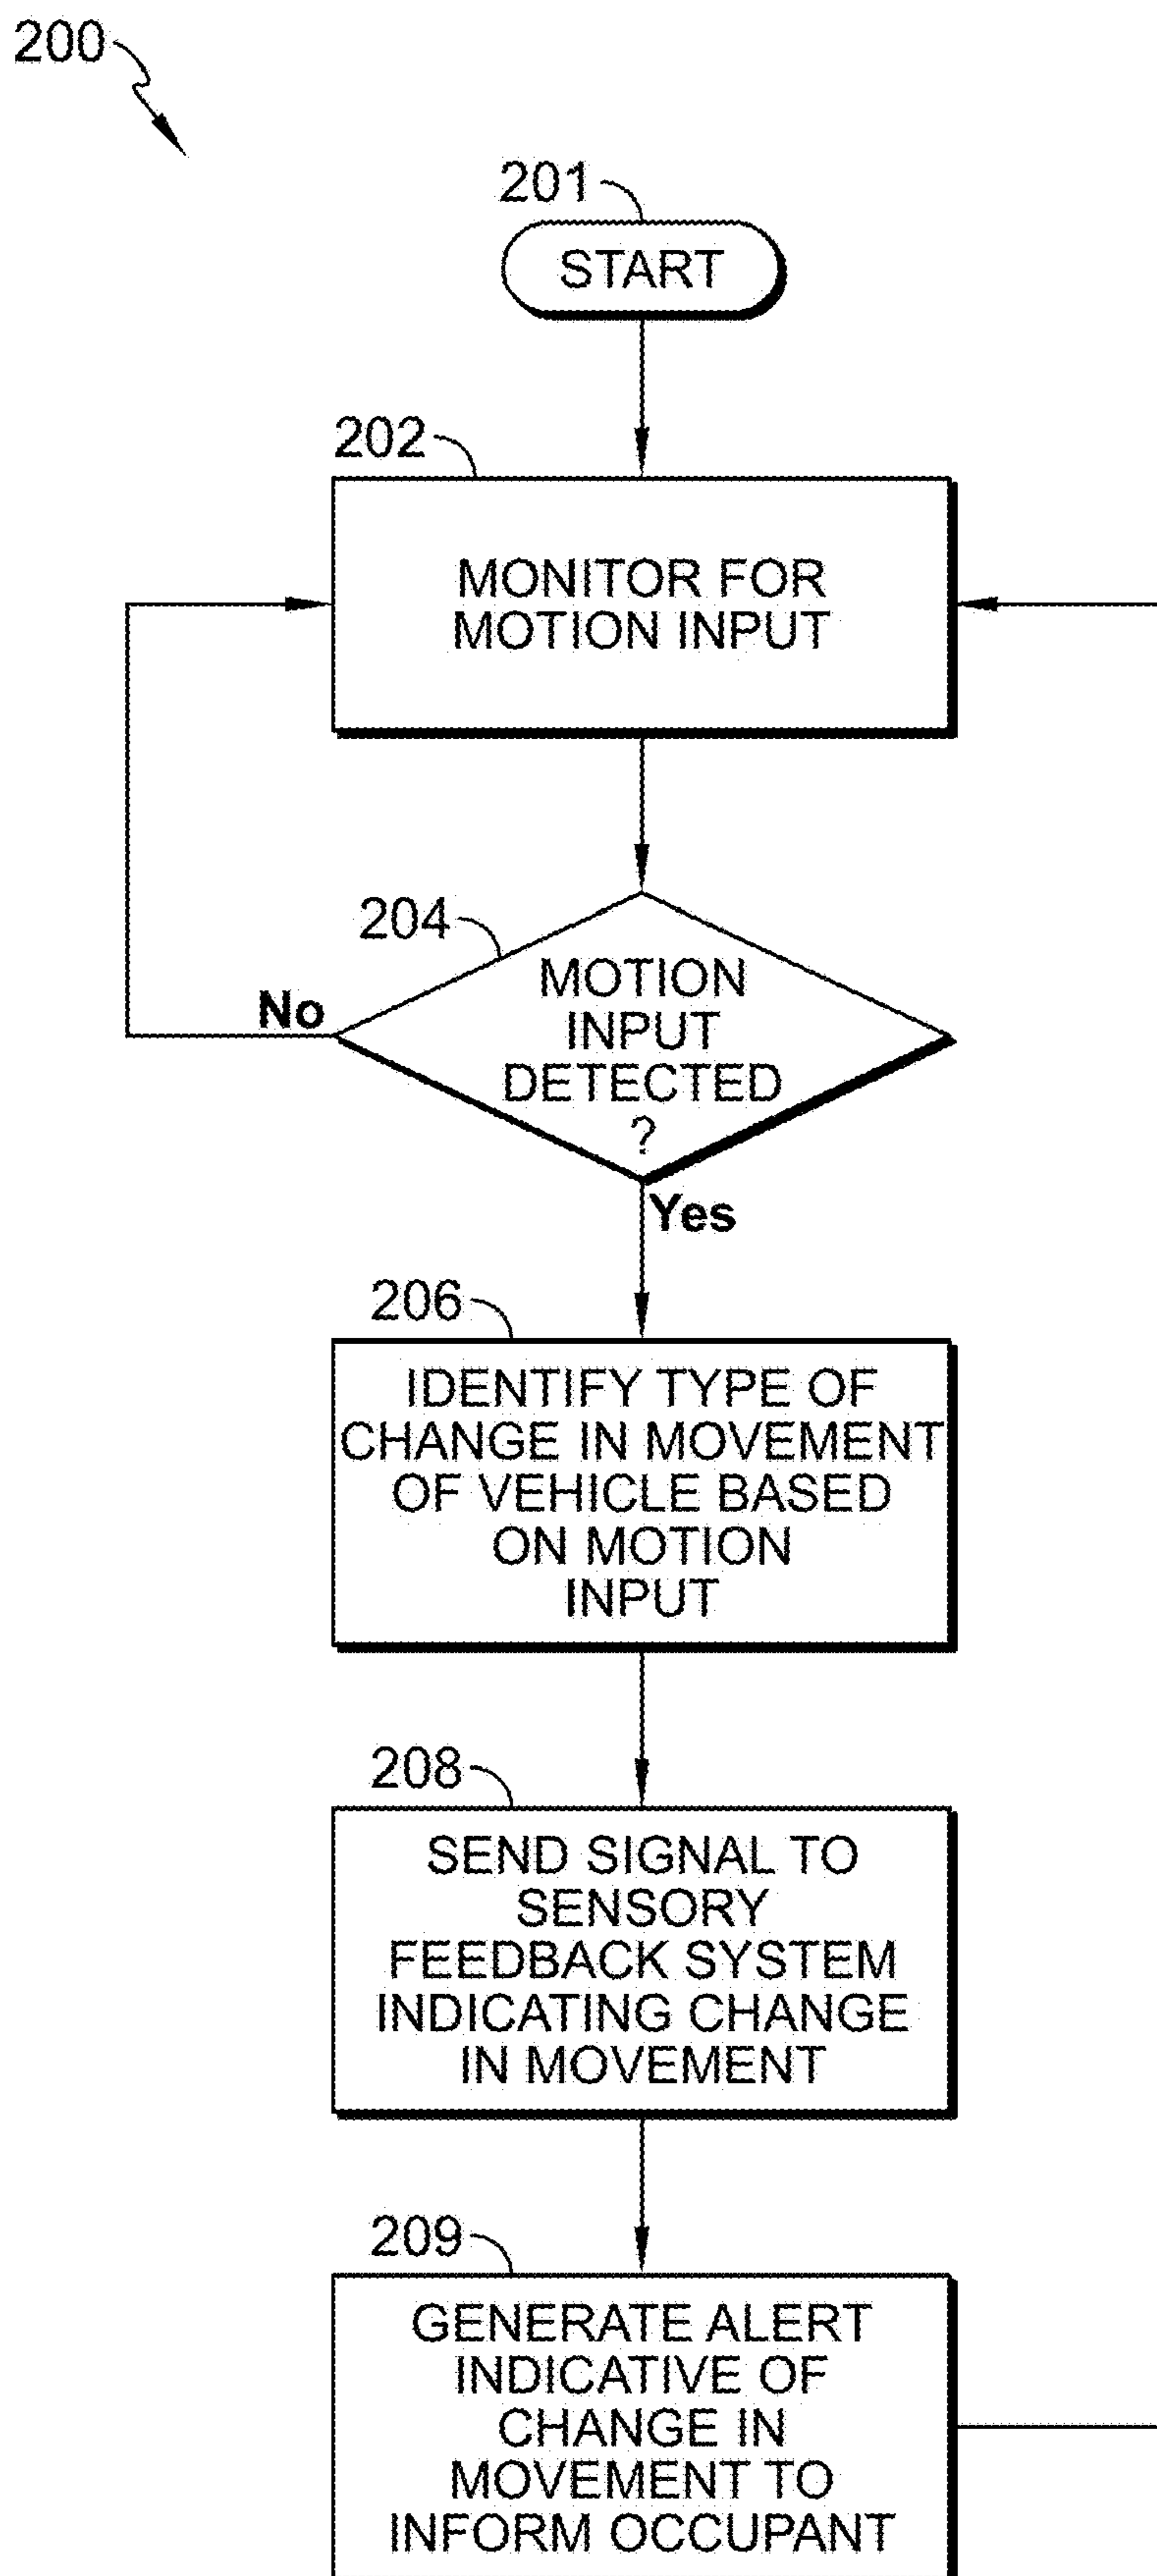 200
201
START
202
MONITOR FOR
MOTION INPUT
204
MOTION
INPUT
DETECTED
?
No
Yes
206
IDENTIFY TYPE OF
CHANGE IN MOVEMENT
OF VEHICLE BASED
ON MOTION
INPUT
208
SEND SIGNAL TO
SENSORY
FEEDBACK SYSTEM
INDICATING CHANGE
IN MOVEMENT
209
GENERATE ALERT
INDICATIVE OF
CHANGE IN
MOVEMENT TO
INFORM OCCUPANT